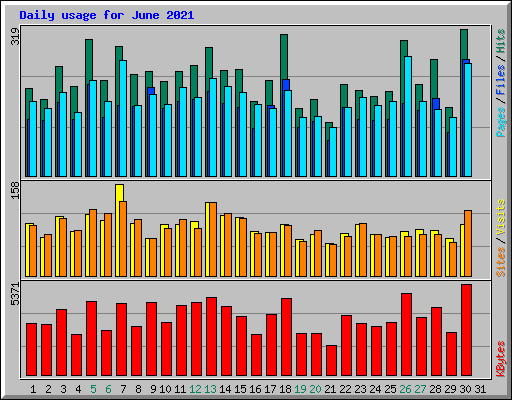 Daily usage for June 2021
319
Pages / Files / Hits
158
Sites / Visits
5371
KBytes
1 2 3 4 5 6 7 8 9 10 11 12 13 14 15 16 17 18 19 20 21 22 23 24 25 26 27 28 29 30 31